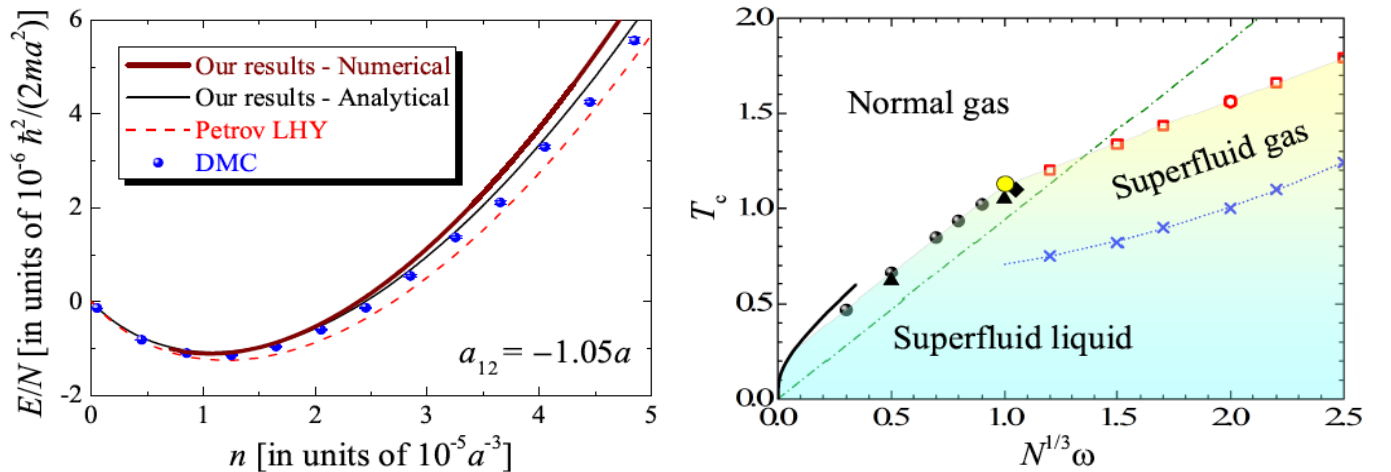 E/N [in units of 10⁻⁶ ħ²/(2ma²)]
6
4
2
0
-2
Our results - Numerical
Our results - Analytical
Petrov LHY
DMC
a₁₂ = −1.05a
0 1 2 3 4 5
n [in units of 10⁻⁵a⁻³]
T_c
2.0
1.5
1.0
0.5
0.0
Normal gas
Superfluid gas
Superfluid liquid
0.0 0.5 1.0 1.5 2.0 2.5
N^{1/3}ω